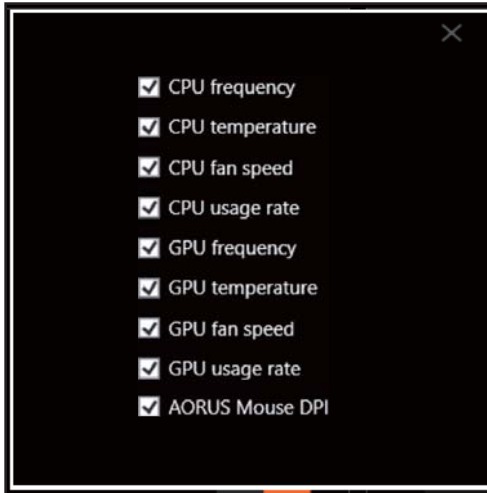 CPU frequency
CPU temperature
CPU fan speed
CPU usage rate
GPU frequency
GPU temperature
GPU fan speed
GPU usage rate
AORUS Mouse DPI